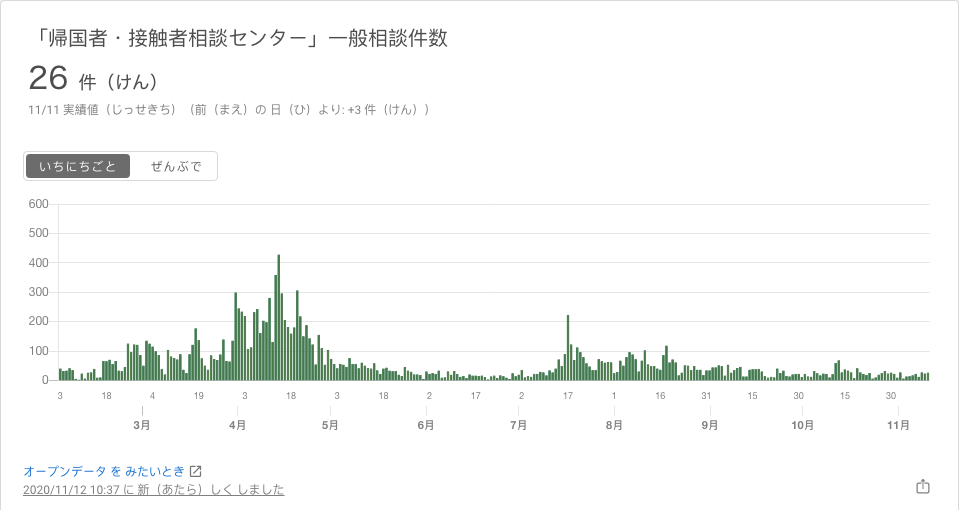 「帰国者・接触者相談センター」一般相談件数
26 件（けん）
11/11 実績値（じっせきち）（前（まえ）の 日（ひ）より: +3 件（けん））
いちにちごと ぜんぶで
600
500
400
300
200
100
0
3 18 4 19 3 18 3 18 2 17 2 17 1 16 31 15 30 15 30
3月 4月 5月 6月 7月 8月 9月 10月 11月
オープンデータ を みたいとき
2020/11/12 10:37 に 新（あたら）しく しました